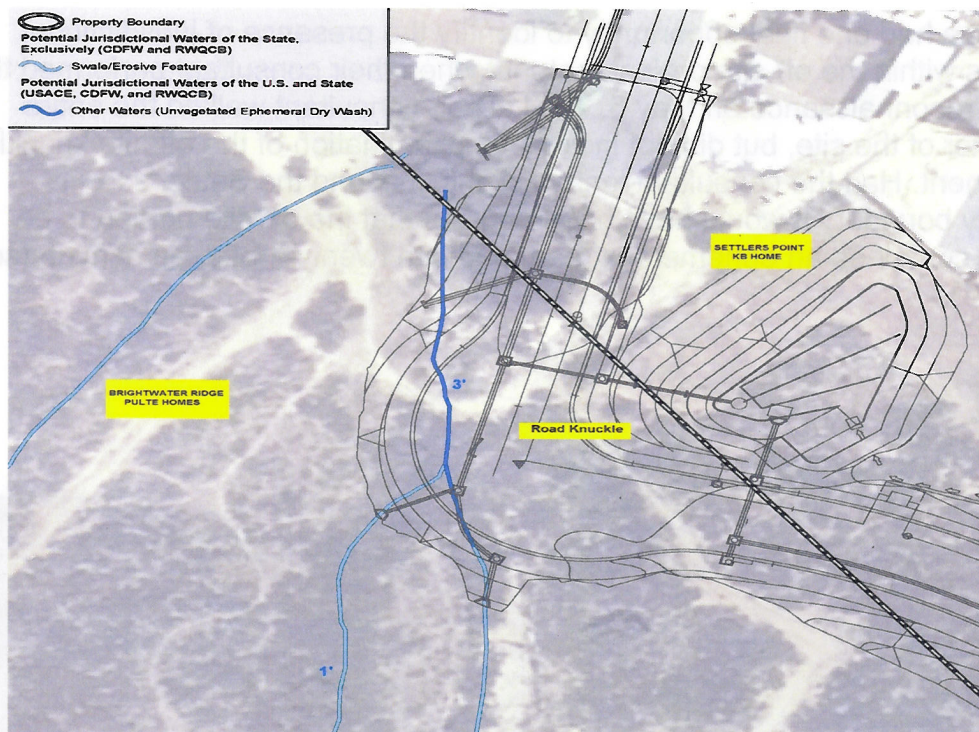 Property Boundary
Potential Jurisdictional Waters of the State,
Exclusively (CDFW and RWQCB)
Swale/Erosive Feature
Potential Jurisdictional Waters of the U.S. and State
(USACE, CDFW, and RWQCB)
Other Waters (Unvegetated Ephemeral Dry Wash)
SETTLERS POINT
KB HOME
BRIGHTWATER RIDGE
PULTE HOMES
3'
Road Knuckle
1'